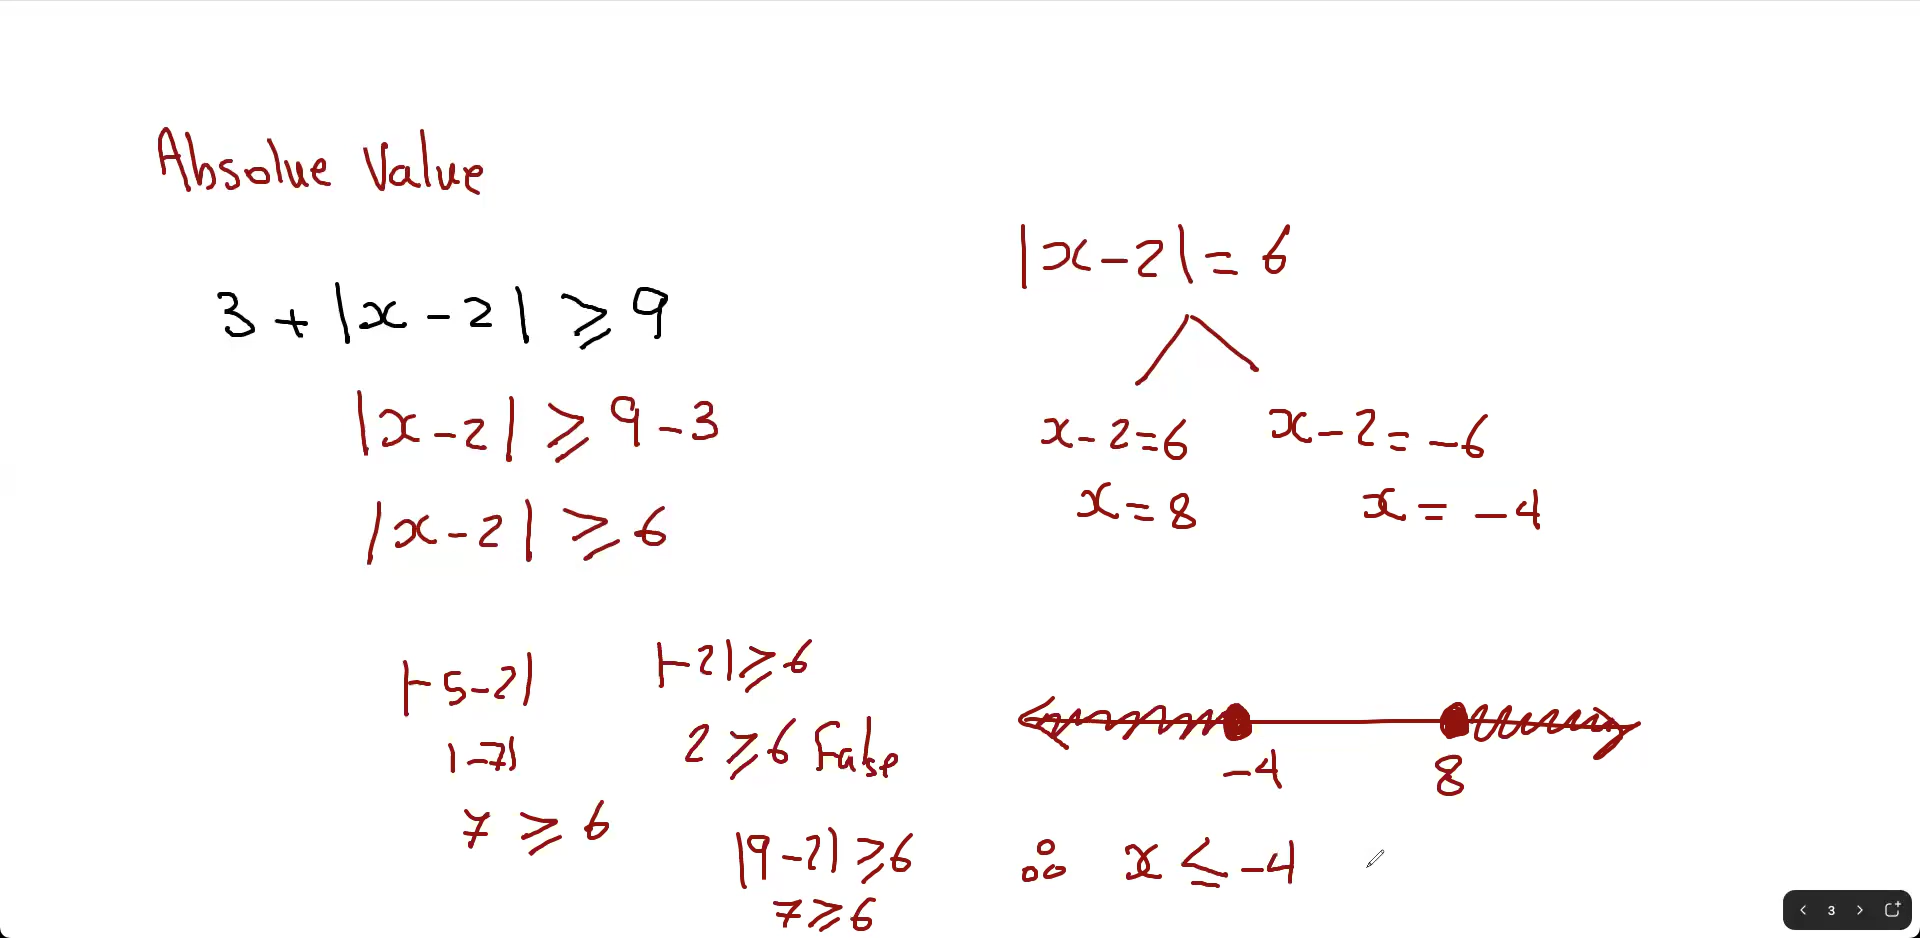 Absolue Value
3 + |x - 2| ≥ 9
|x - 2| ≥ 9 - 3
|x - 2| ≥ 6
|x - 2| = 6
x - 2 = 6
x = 8
x - 2 = -6
x = -4
|-5-2|
|-7|
7 ≥ 6
|-2| ≥ 6
2 ≥ 6 False
|9-2| ≥ 6
7 ≥ 6
-4
8
∴ x ≤ -4
3